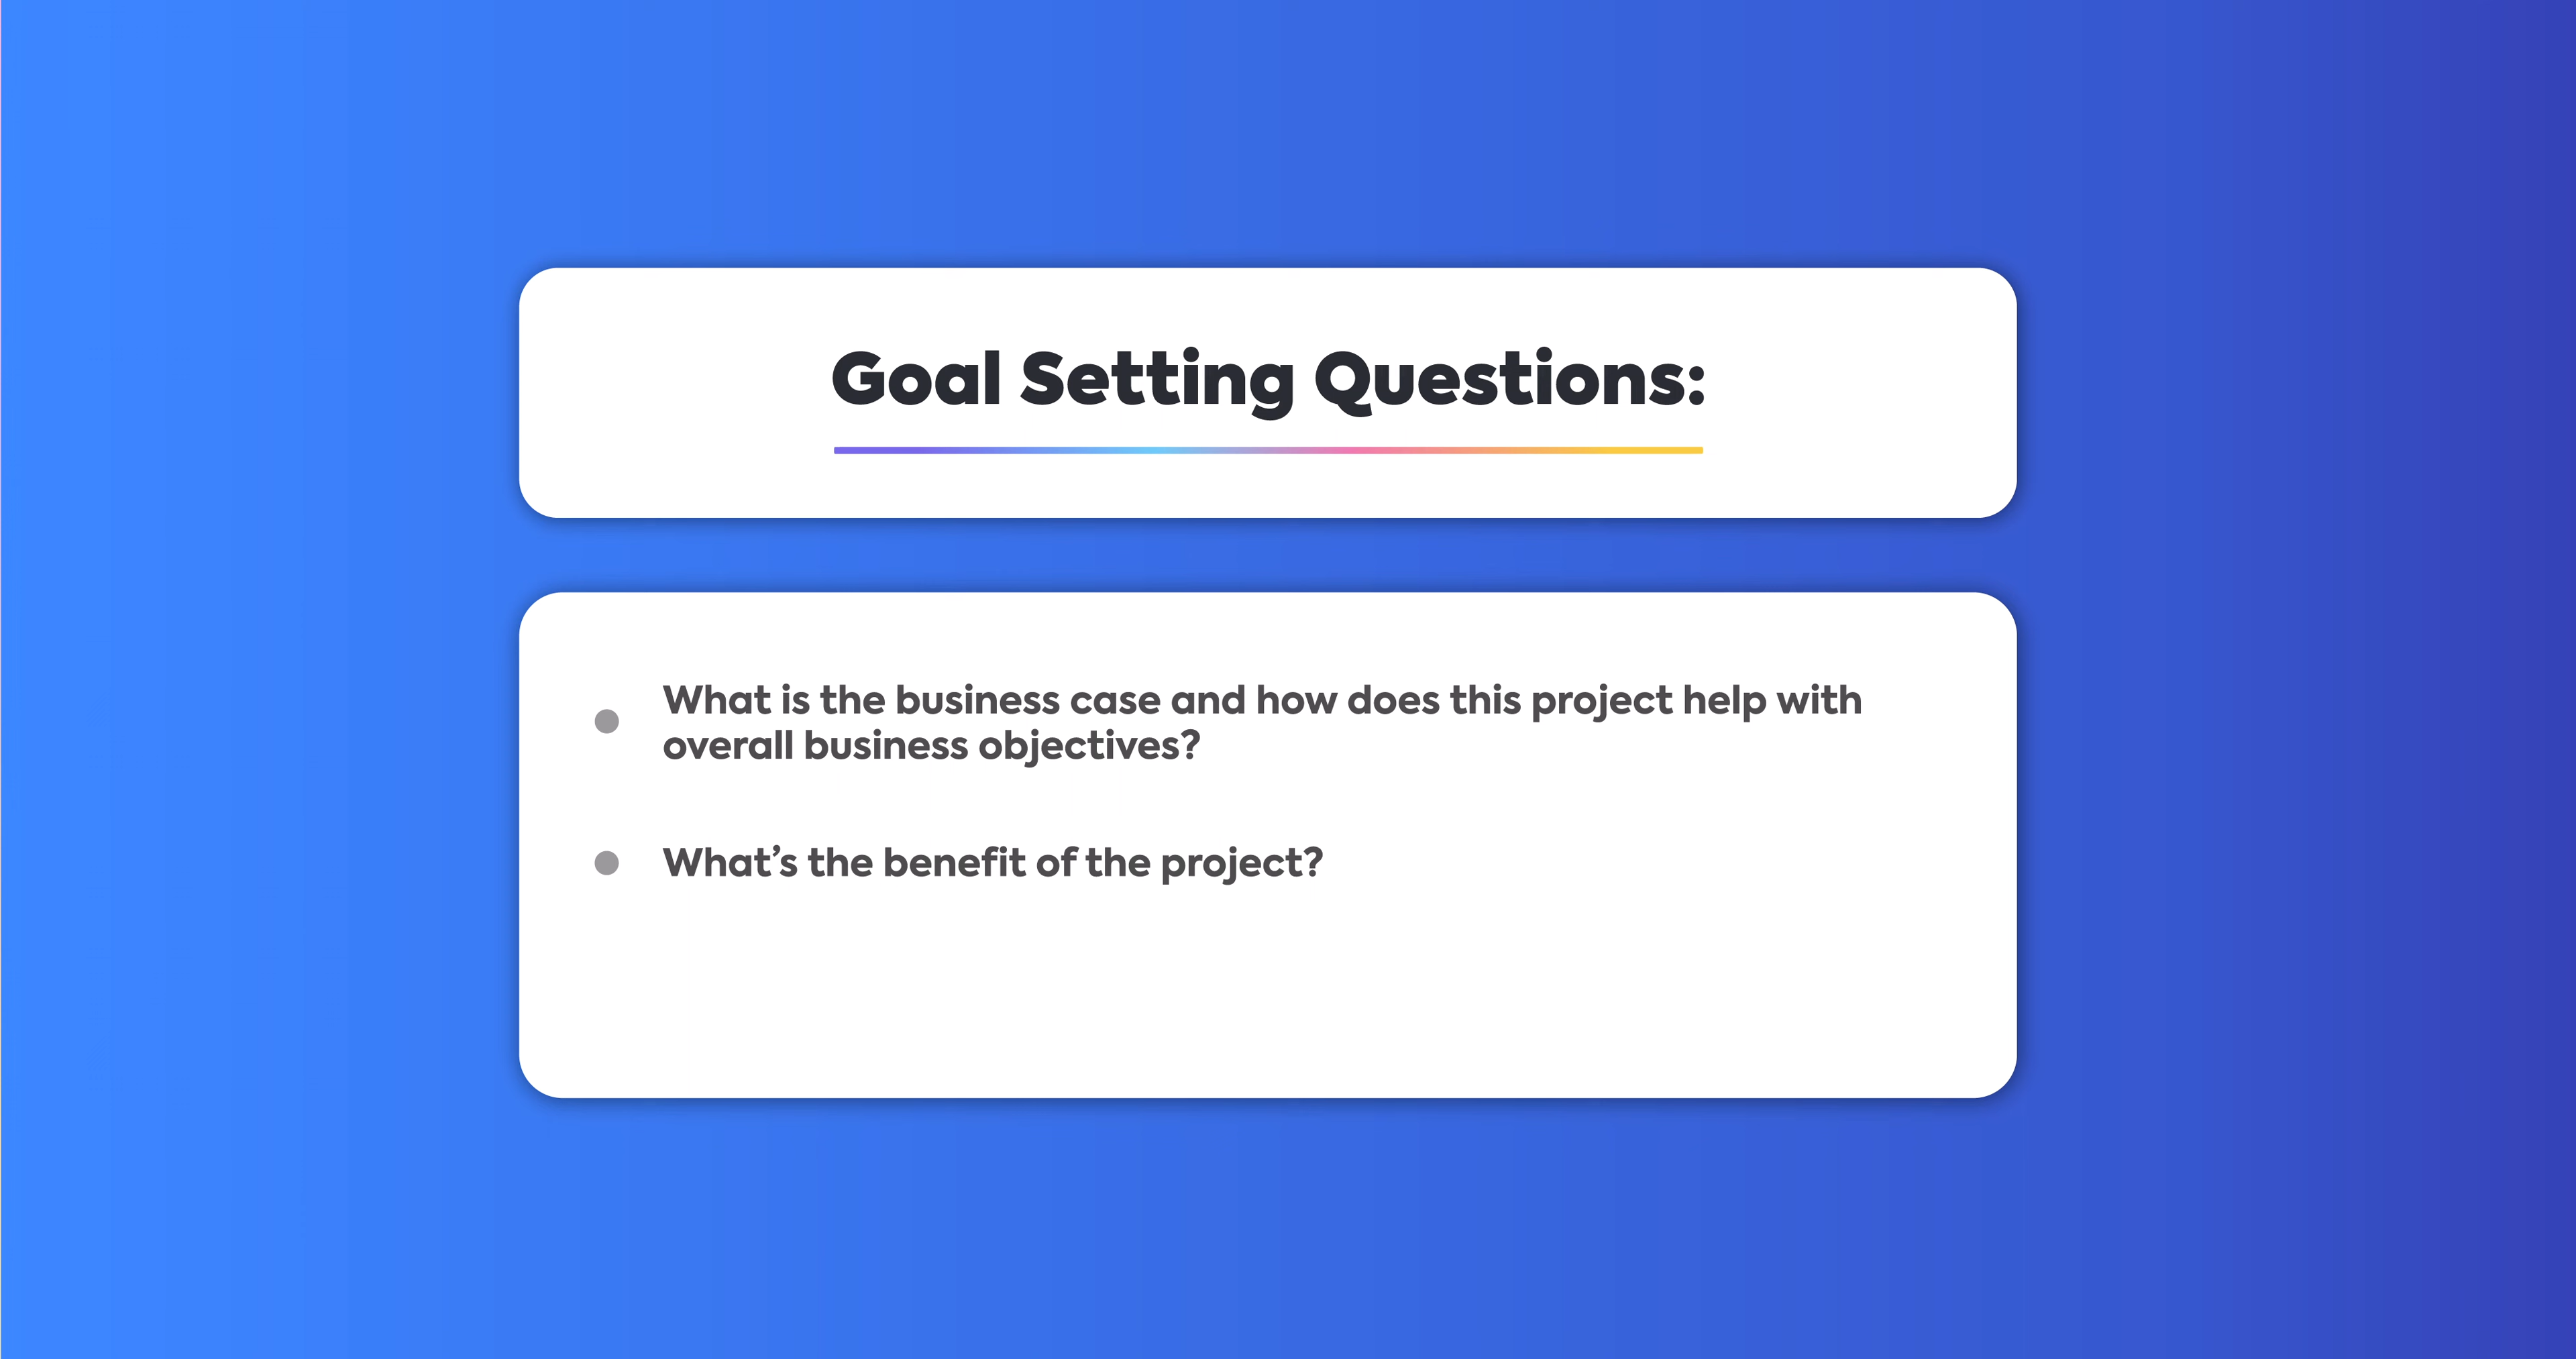 Goal Setting Questions:
What is the business case and how does this project help with
overall business objectives?
What’s the benefit of the project?